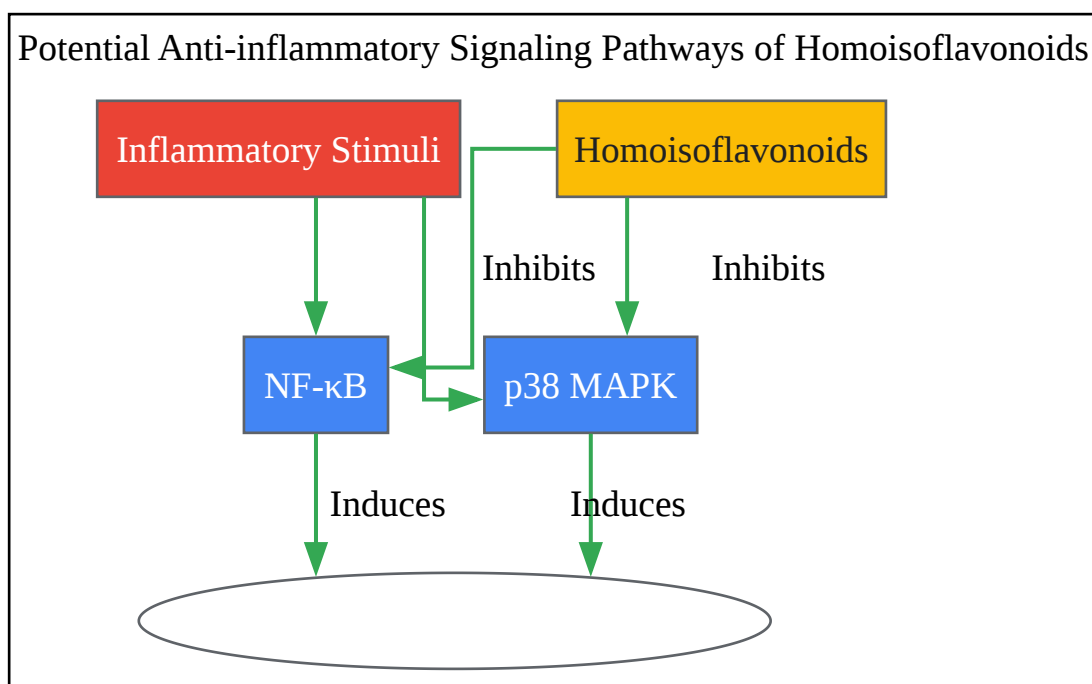 Potential Anti-inflammatory Signaling Pathways of Homoisoflavonoids
Inflammatory Stimuli
Homoisoflavonoids
Inhibits
Inhibits
NF-κB
p38 MAPK
Induces
Induces